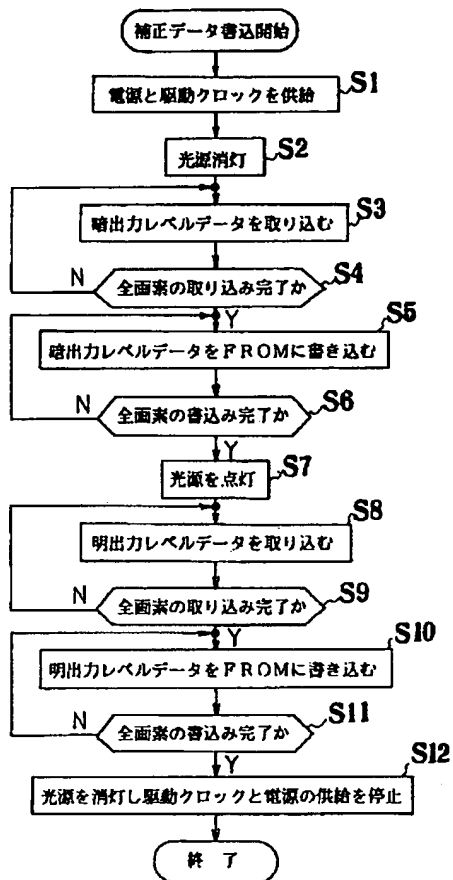 補正データ書込開始
電源と駆動クロックを供給 S1
光源消灯 S2
暗出力レベルデータを取り込む S3
N 全画素の取り込み完了か S4
Y
暗出力レベルデータをFROMに書き込む S5
N 全画素の書込み完了か S6
Y
光源を点灯 S7
明出力レベルデータを取り込む S8
N 全画素の取り込み完了か S9
Y
明出力レベルデータをFROMに書き込む S10
N 全画素の書込み完了か S11
Y
光源を消灯し駆動クロックと電源の供給を停止 S12
終 了